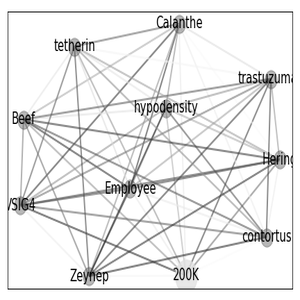 Calanthe
tetherin
trastuzuma
hypodensity
Beef
Hering
Employee
VSIG4
contortus
Zeynep
200K